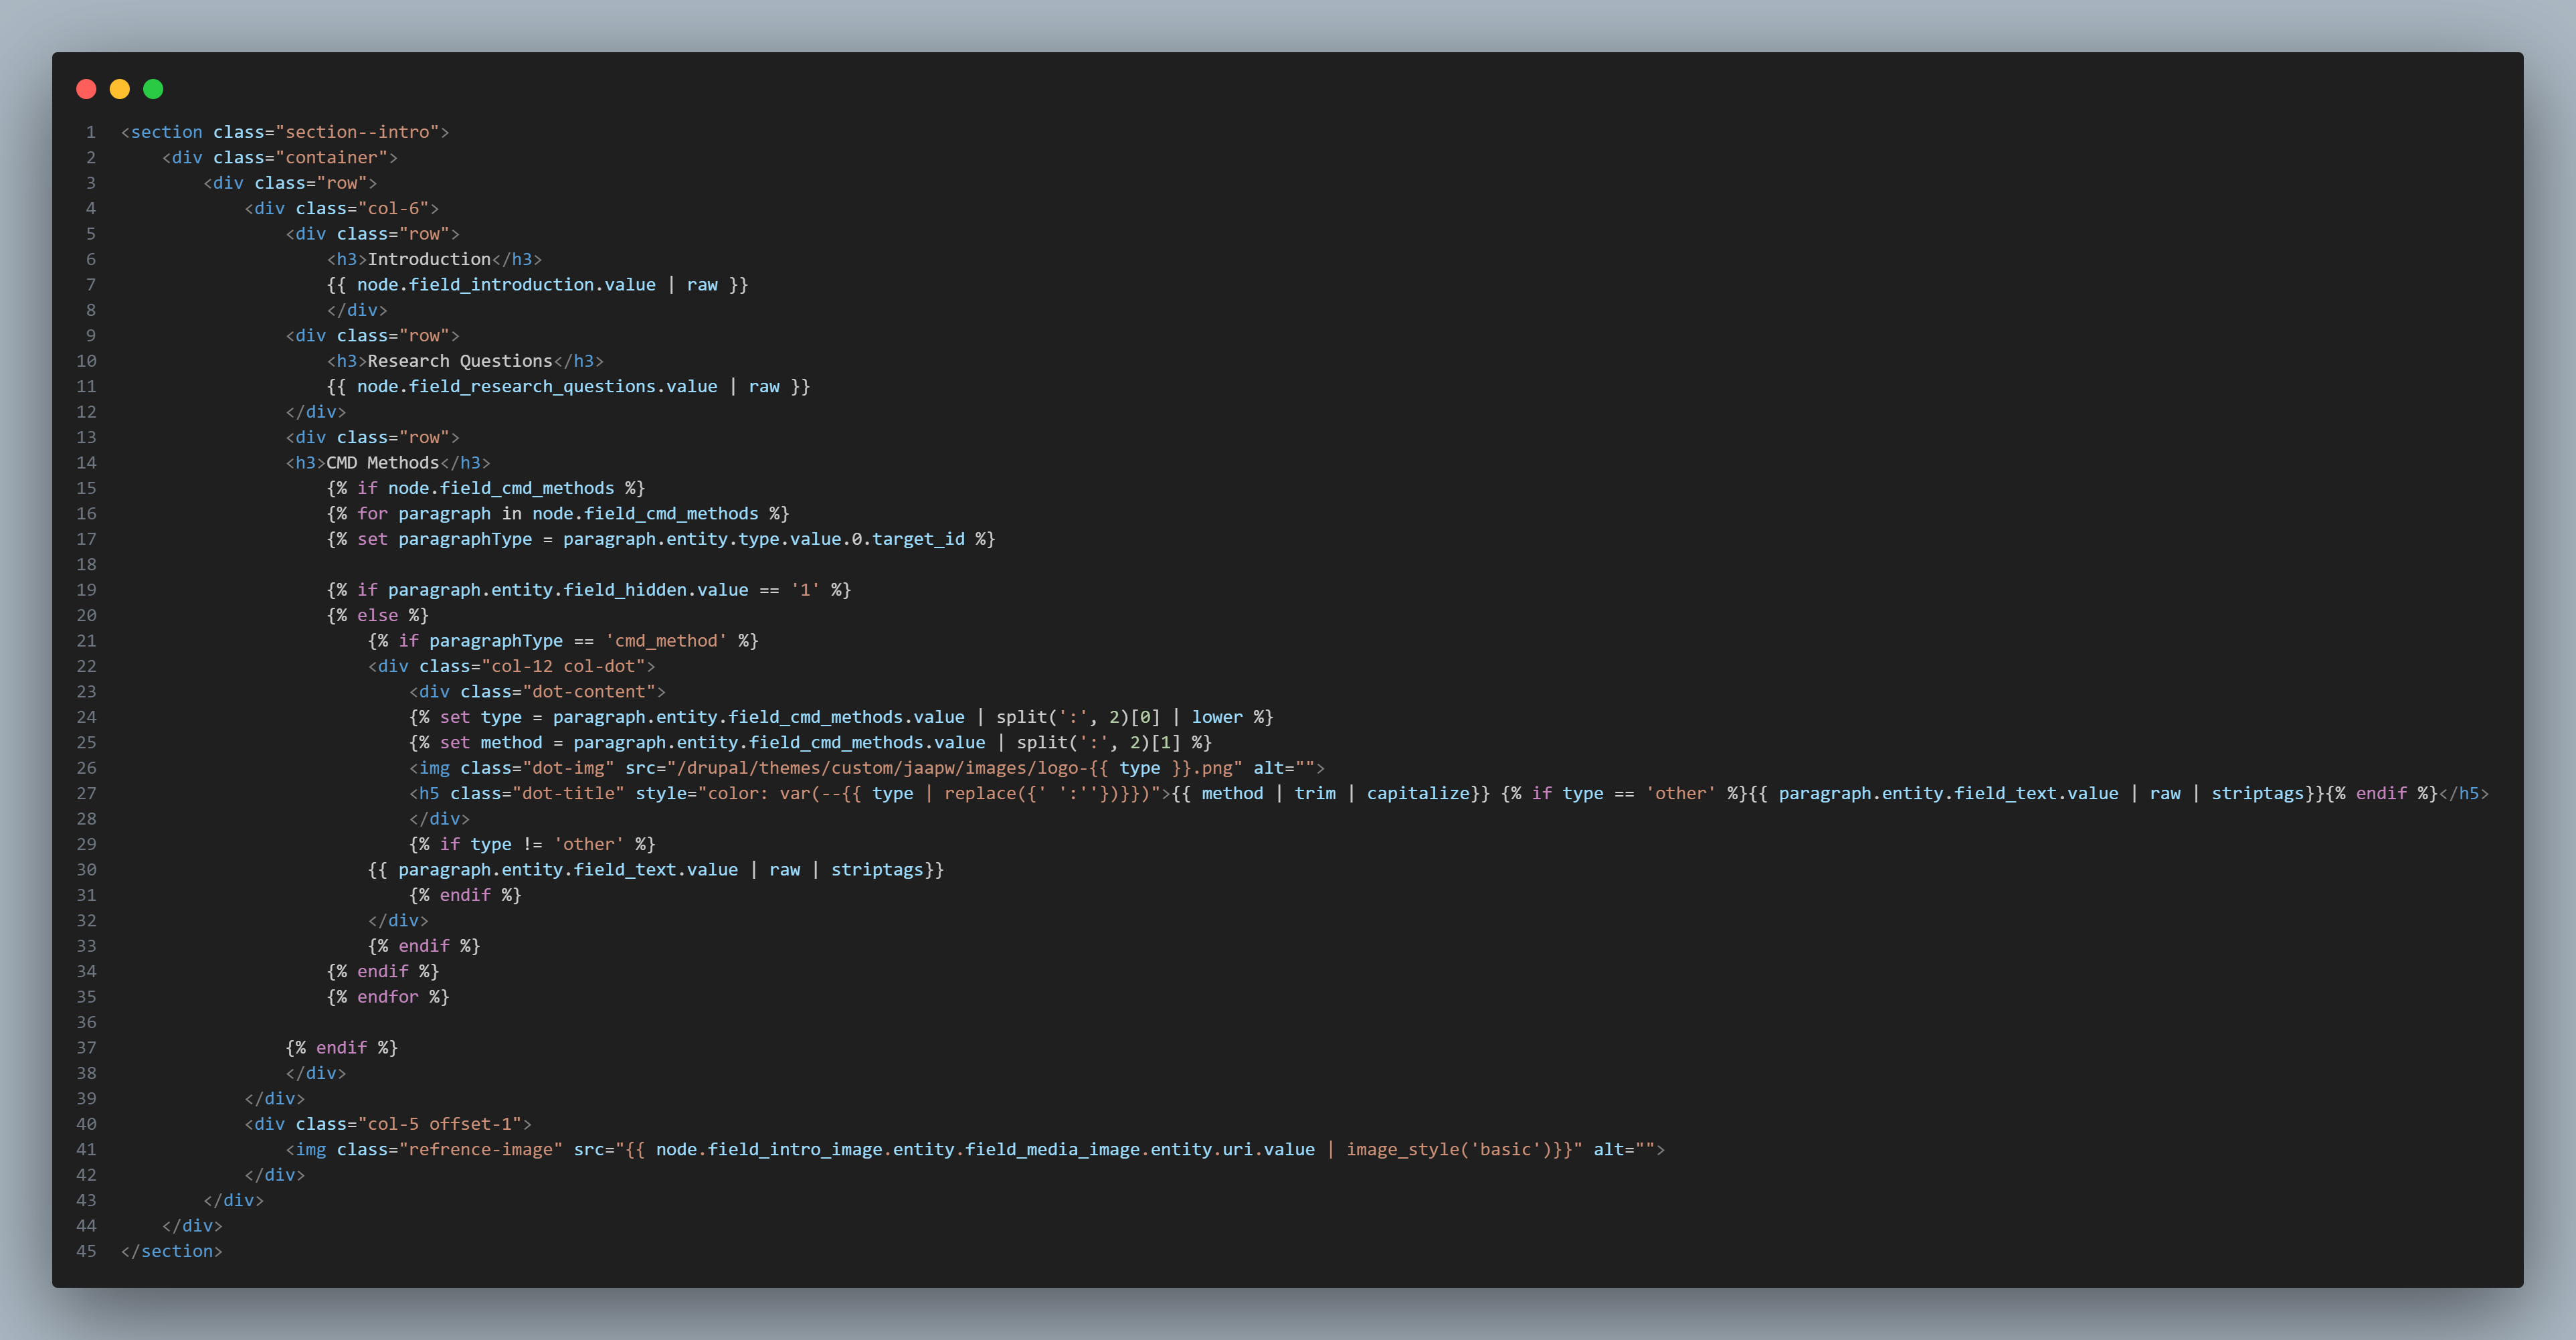 1 <section class="section--intro">
2     <div class="container">
3         <div class="row">
4             <div class="col-6">
5                 <div class="row">
6                     <h3>Introduction</h3>
7                     {{ node.field_introduction.value | raw }}
8                     </div>
9                 <div class="row">
10                     <h3>Research Questions</h3>
11                     {{ node.field_research_questions.value | raw }}
12                 </div>
13                 <div class="row">
14                 <h3>CMD Methods</h3>
15                     {% if node.field_cmd_methods %}
16                     {% for paragraph in node.field_cmd_methods %}
17                     {% set paragraphType = paragraph.entity.type.value.0.target_id %}
18
19                     {% if paragraph.entity.field_hidden.value == '1' %}
20                     {% else %}
21                         {% if paragraphType == 'cmd_method' %}
22                         <div class="col-12 col-dot">
23                             <div class="dot-content">
24                             {% set type = paragraph.entity.field_cmd_methods.value | split(':', 2)[0] | lower %}
25                             {% set method = paragraph.entity.field_cmd_methods.value | split(':', 2)[1] %}
26                             <img class="dot-img" src="/drupal/themes/custom/jaapw/images/logo-{{ type }}.png" alt="">
27                             <h5 class="dot-title" style="color: var(--{{ type | replace({' ':''})}})">{{ method | trim | capitalize}} {% if type == 'other' %}{{ paragraph.entity.field_text.value | raw | striptags}}{% endif %}</h5>
28                             </div>
29                             {% if type != 'other' %}
30                         {{ paragraph.entity.field_text.value | raw | striptags}}
31                             {% endif %}
32                         </div>
33                         {% endif %}
34                     {% endif %}
35                     {% endfor %}
36
37                 {% endif %}
38                 </div>
39             </div>
40             <div class="col-5 offset-1">
41                 <img class="refrence-image" src="{{ node.field_intro_image.entity.field_media_image.entity.uri.value | image_style('basic')}}" alt="">
42             </div>
43         </div>
44     </div>
45 </section>